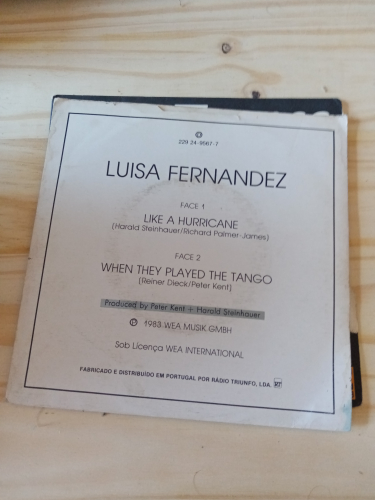 229 24-9567-7
LUISA FERNANDEZ
FACE 1
LIKE A HURRICANE
(Harald Steinhauer/Richard Palmer-James)
FACE 2
WHEN THEY PLAYED THE TANGO
(Reiner Dieck/Peter Kent)
Produced by Peter Kent + Harold Steinhauer
Ⓟ 1983 WEA MUSIK GMBH
Sob Licença WEA INTERNATIONAL
FABRICADO E DISTRIBUÍDO EM PORTUGAL POR RÁDIO TRIUNFO, LDA. RT